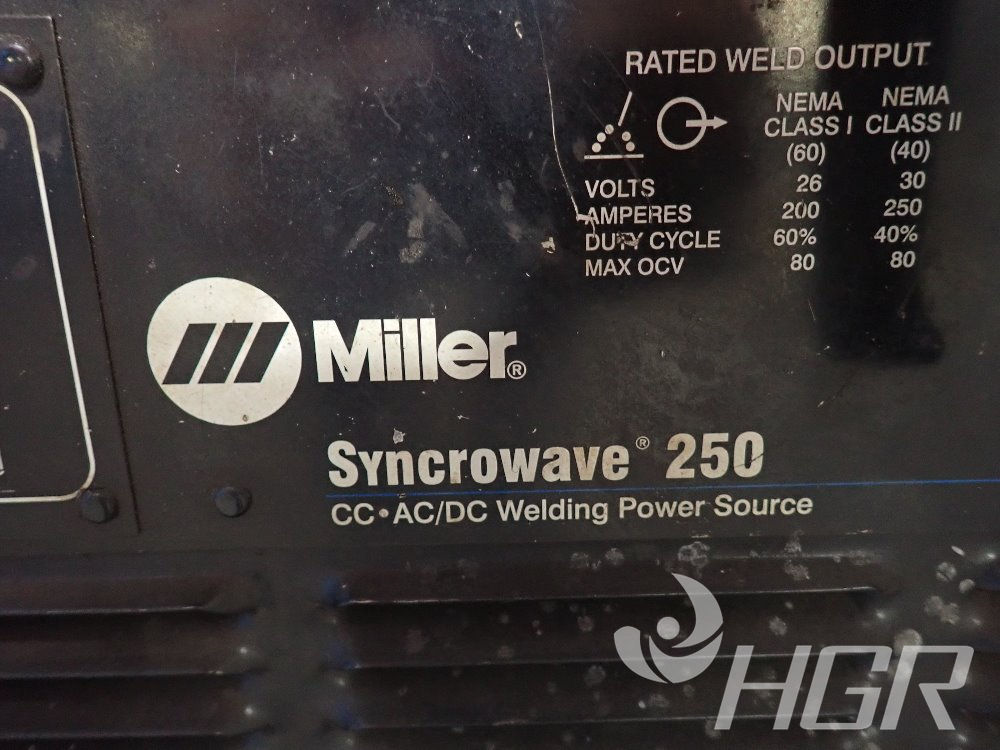 RATED WELD OUTPUT
NEMA NEMA
CLASS I CLASS II
(60) (40)
VOLTS 26 30
AMPERES 200 250
DUTY CYCLE 60% 40%
MAX OCV 80 80
Miller®
Syncrowave® 250
CC•AC/DC Welding Power Source
HGR